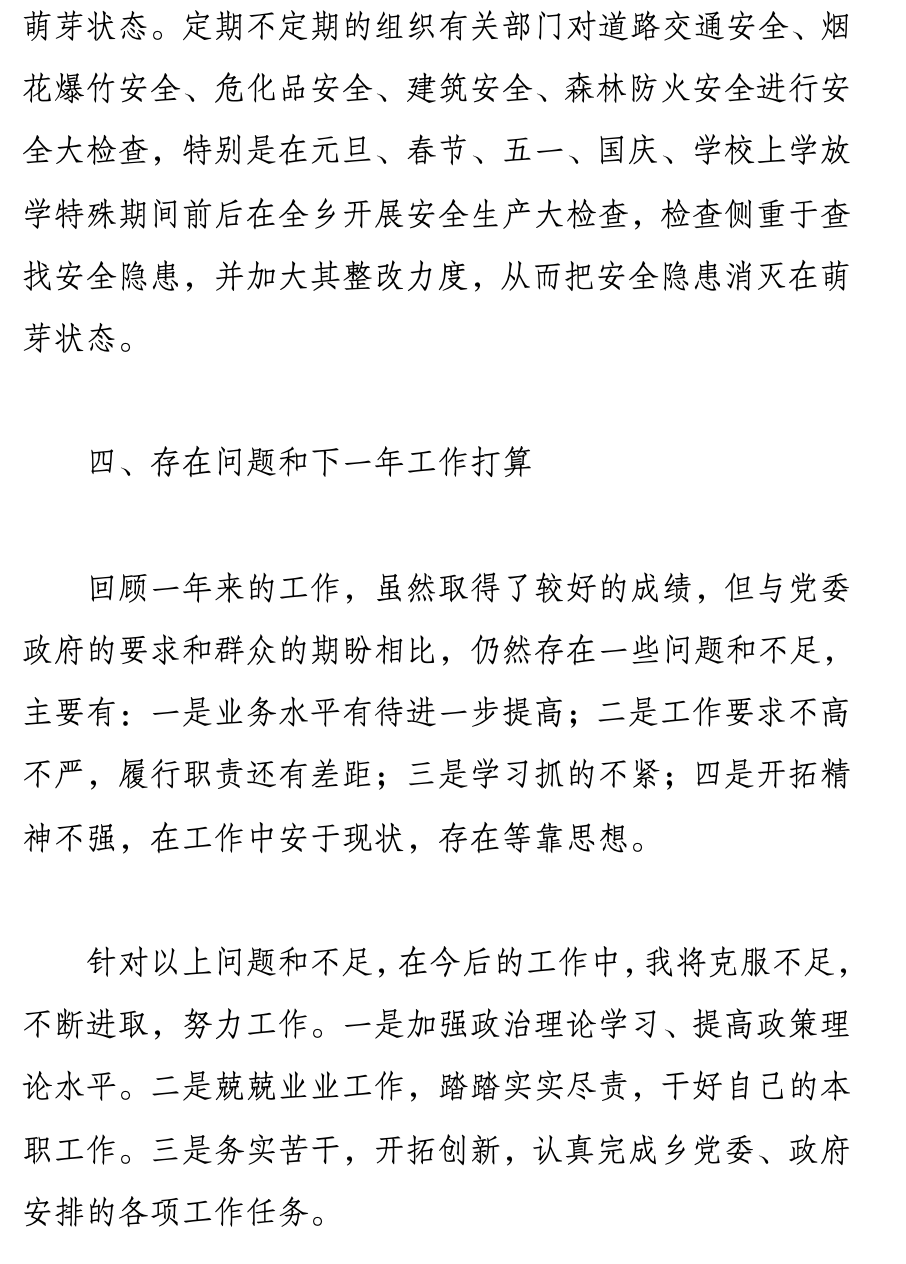 萌芽状态。定期不定期的组织有关部门对道路交通安全、烟
花爆竹安全、危化品安全、建筑安全、森林防火安全进行安
全大检查，特别是在元旦、春节、五一、国庆、学校上学放
学特殊期间前后在全乡开展安全生产大检查，检查侧重于查
找安全隐患，并加大其整改力度，从而把安全隐患消灭在萌
芽状态。
四、存在问题和下一年工作打算
回顾一年来的工作，虽然取得了较好的成绩，但与党委
政府的要求和群众的期盼相比，仍然存在一些问题和不足，
主要有：一是业务水平有待进一步提高；二是工作要求不高
不严，履行职责还有差距；三是学习抓的不紧；四是开拓精
神不强，在工作中安于现状，存在等靠思想。
针对以上问题和不足，在今后的工作中，我将克服不足，
不断进取，努力工作。一是加强政治理论学习、提高政策理
论水平。二是兢兢业业工作，踏踏实实尽责，干好自己的本
职工作。三是务实苦干，开拓创新，认真完成乡党委、政府
安排的各项工作任务。